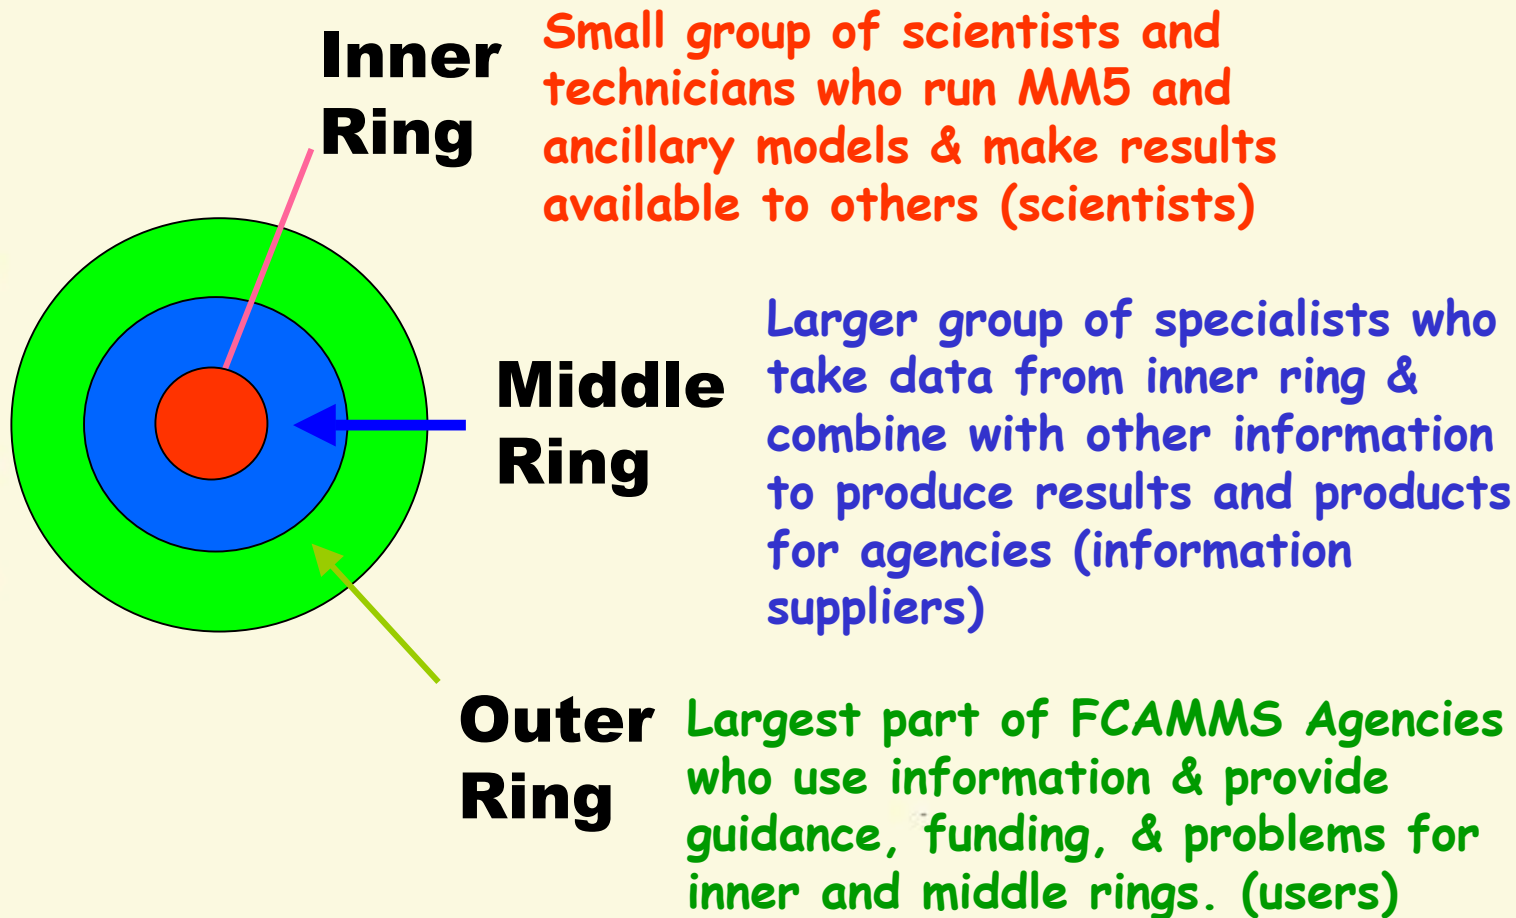 Inner
Ring
Small group of scientists and
technicians who run MM5 and
ancillary models & make results
available to others (scientists)
Middle
Ring
Larger group of specialists who
take data from inner ring &
combine with other information
to produce results and products
for agencies (information
suppliers)
Outer
Ring
Largest part of FCAMMS Agencies
who use information & provide
guidance, funding, & problems for
inner and middle rings. (users)